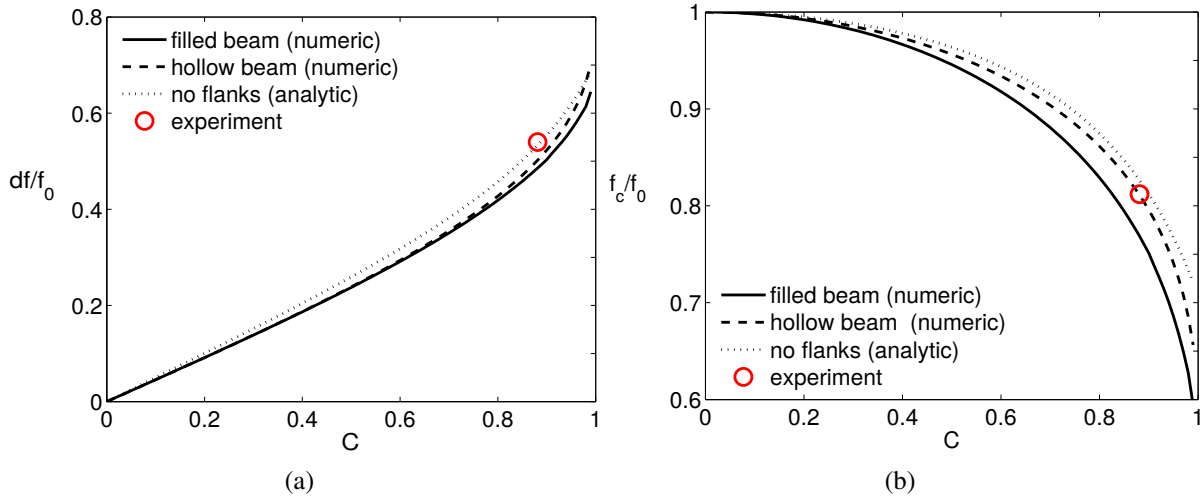 0.8
filled beam (numeric)
hollow beam (numeric)
no flanks (analytic)
experiment
0.6
df/f0
0.4
0.2
0
0 0.2 0.4 0.6 0.8 1
C
(a)
1
0.9
fc/f0
0.8
filled beam (numeric)
hollow beam (numeric)
0.7
no flanks (analytic)
experiment
0.6
0 0.2 0.4 0.6 0.8 1
C
(b)